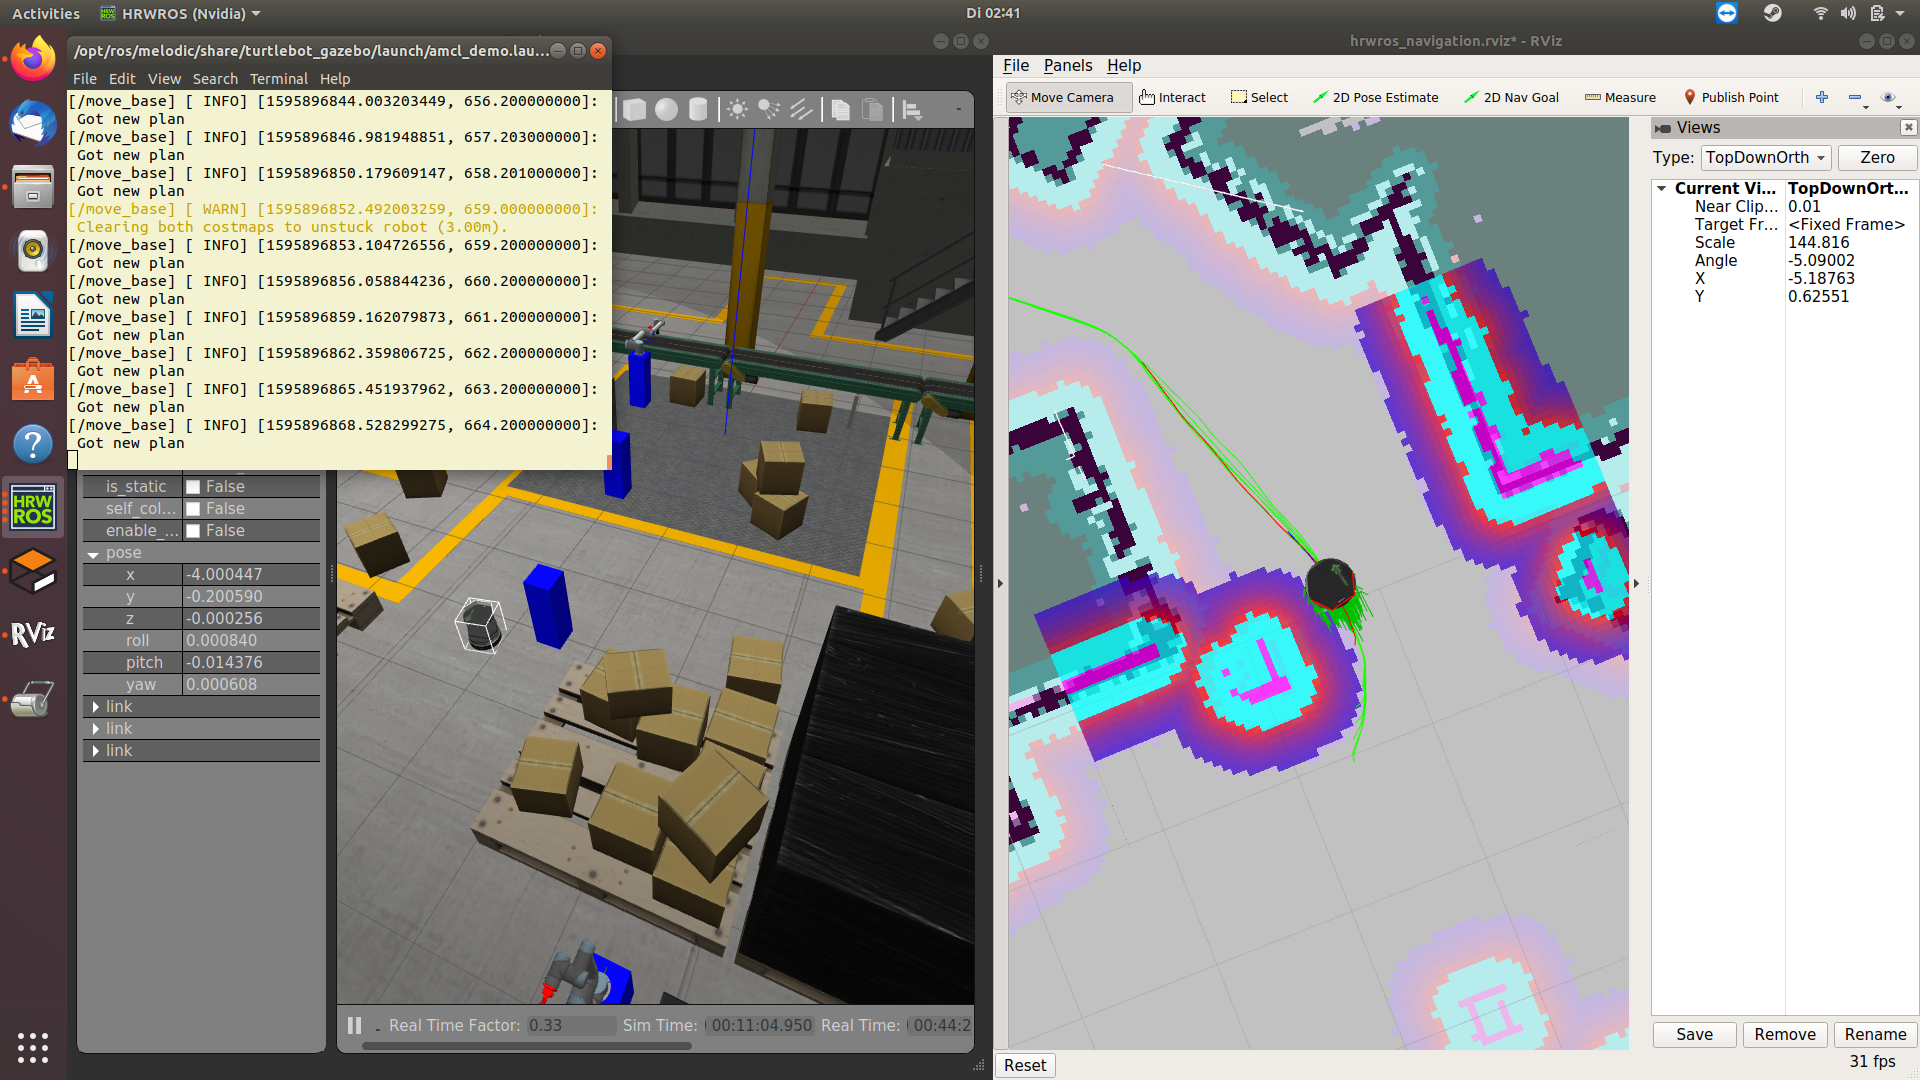 Activities
HRWROS (Nvidia)
Di 02:41
/opt/ros/melodic/share/turtlebot_gazebo/launch/amcl_demo.lau...
File Edit View Search Terminal Help
[/move_base] [ INFO] [1595896844.003203449, 656.200000000]:
Got new plan
[/move_base] [ INFO] [1595896846.981948851, 657.203000000]:
Got new plan
[/move_base] [ INFO] [1595896850.179609147, 658.201000000]:
Got new plan
[/move_base] [ WARN] [1595896852.492003259, 659.000000000]:
Clearing both costmaps to unstuck robot (3.00m).
[/move_base] [ INFO] [1595896853.104726556, 659.200000000]:
Got new plan
[/move_base] [ INFO] [1595896856.058844236, 660.200000000]:
Got new plan
[/move_base] [ INFO] [1595896859.162079873, 661.200000000]:
Got new plan
[/move_base] [ INFO] [1595896862.359806725, 662.200000000]:
Got new plan
[/move_base] [ INFO] [1595896865.451937962, 663.200000000]:
Got new plan
[/move_base] [ INFO] [1595896868.528299275, 664.200000000]:
Got new plan
HRW
ROS
RViz
is_static False
self_col... False
enable_... False
pose
x -4.000447
y -0.200590
z -0.000256
roll 0.000840
pitch -0.014376
yaw 0.000608
link
link
link
Real Time Factor: 0.33 Sim Time: 00:11:04.950 Real Time: 00:44:2
hrwros_navigation.rviz* - RViz
File Panels Help
Move Camera Interact Select 2D Pose Estimate 2D Nav Goal Measure Publish Point
Views
Type: TopDownOrth Zero
Current Vi... TopDownOrt...
Near Clip... 0.01
Target Fr... <Fixed Frame>
Scale 144.816
Angle -5.09002
X -5.18763
Y 0.62551
Save Remove Rename
Reset
31 fps